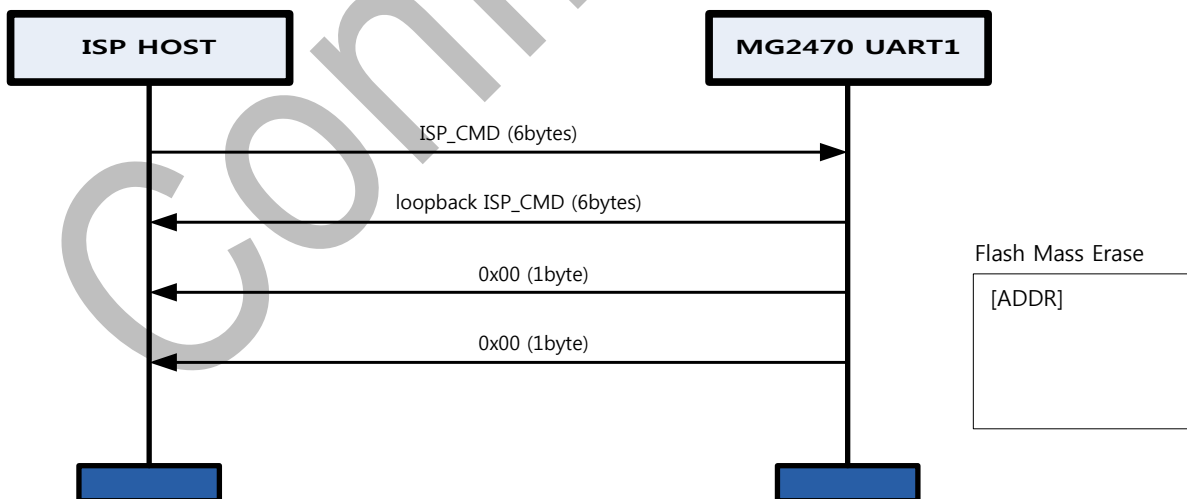 ISP HOST
MG2470 UART1
ISP_CMD (6bytes)
loopback ISP_CMD (6bytes)
0x00 (1byte)
0x00 (1byte)
Flash Mass Erase
[ADDR]